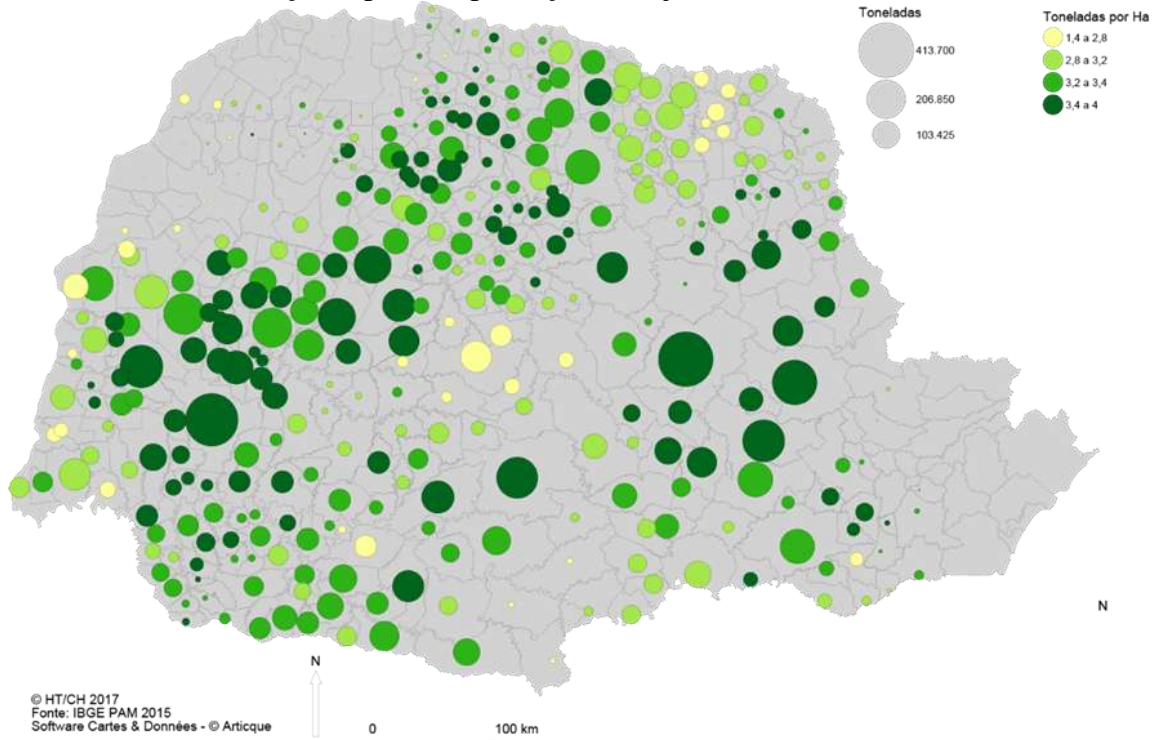 Toneladas
413.700
206.850
103.425
Toneladas por Ha
1,4 a 2,8
2,8 a 3,2
3,2 a 3,4
3,4 a 4
N
N
© HT/CH 2017
Fonte: IBGE PAM 2015
Software Cartes & Données - © Articque
0 100 km